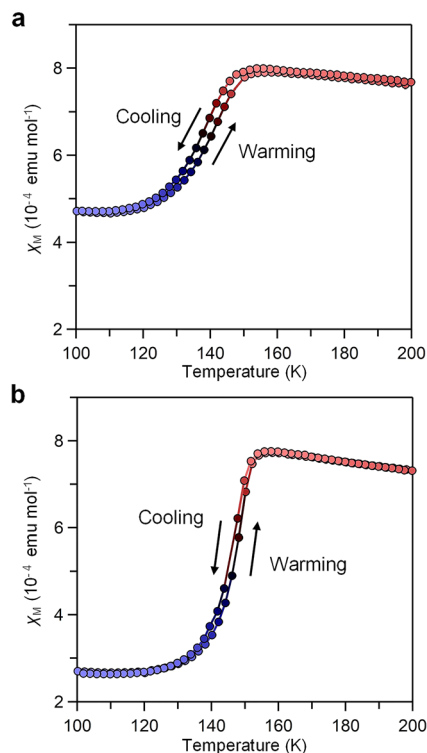 a
8
6
4
2
χM (10⁻⁴ emu mol⁻¹)
Cooling
Warming
100 120 140 160 180 200
Temperature (K)
b
8
6
4
2
χM (10⁻⁴ emu mol⁻¹)
Cooling
Warming
100 120 140 160 180 200
Temperature (K)